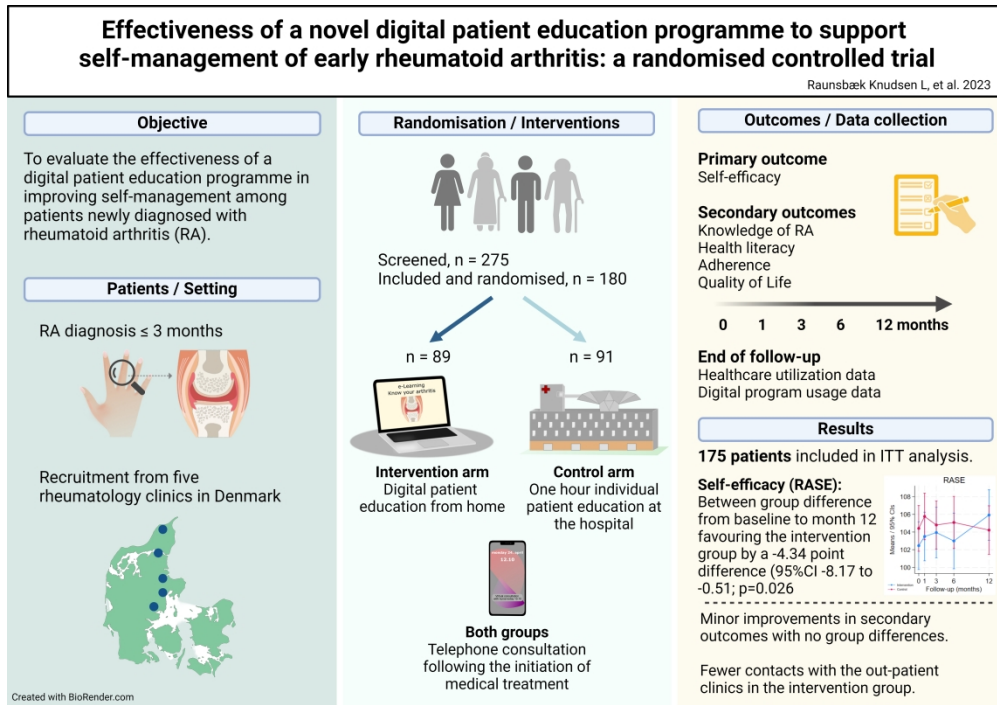 Effectiveness of a novel digital patient education programme to support
self-management of early rheumatoid arthritis: a randomised controlled trial
Raunsbæk Knudsen L, et al. 2023
Objective
To evaluate the effectiveness of a
digital patient education programme in
improving self-management among
patients newly diagnosed with
rheumatoid arthritis (RA).
Patients / Setting
RA diagnosis ≤ 3 months
Recruitment from five
rheumatology clinics in Denmark
Created with BioRender.com
Randomisation / Interventions
Screened, n = 275
Included and randomised, n = 180
n = 89
n = 91
e-Learning
Know your arthritis
Intervention arm
Digital patient
education from home
Control arm
One hour individual
patient education at
the hospital
12.10
Both groups
Telephone consultation
following the initiation of
medical treatment
Outcomes / Data collection
Primary outcome
Self-efficacy
Secondary outcomes
Knowledge of RA
Health literacy
Adherence
Quality of Life
0 1 3 6 12 months
End of follow-up
Healthcare utilization data
Digital program usage data
Results
175 patients included in ITT analysis.
Self-efficacy (RASE):
Between group difference
from baseline to month 12
favouring the intervention
group by a -4.34 point
difference (95%CI -8.17 to
-0.51; p=0.026
RASE
Means / 95% CIs
108
106
104
102
100
0 1 3 6 12
Follow-up (months)
Intervention
Control
Minor improvements in secondary
outcomes with no group differences.
Fewer contacts with the out-patient
clinics in the intervention group.